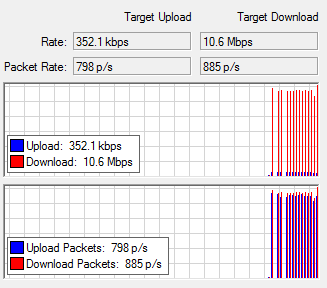 Target Upload Target Download
Rate: 352.1 kbps 10.6 Mbps
Packet Rate: 798 p/s 885 p/s
Upload: 352.1 kbps
Download: 10.6 Mbps
Upload Packets: 798 p/s
Download Packets: 885 p/s